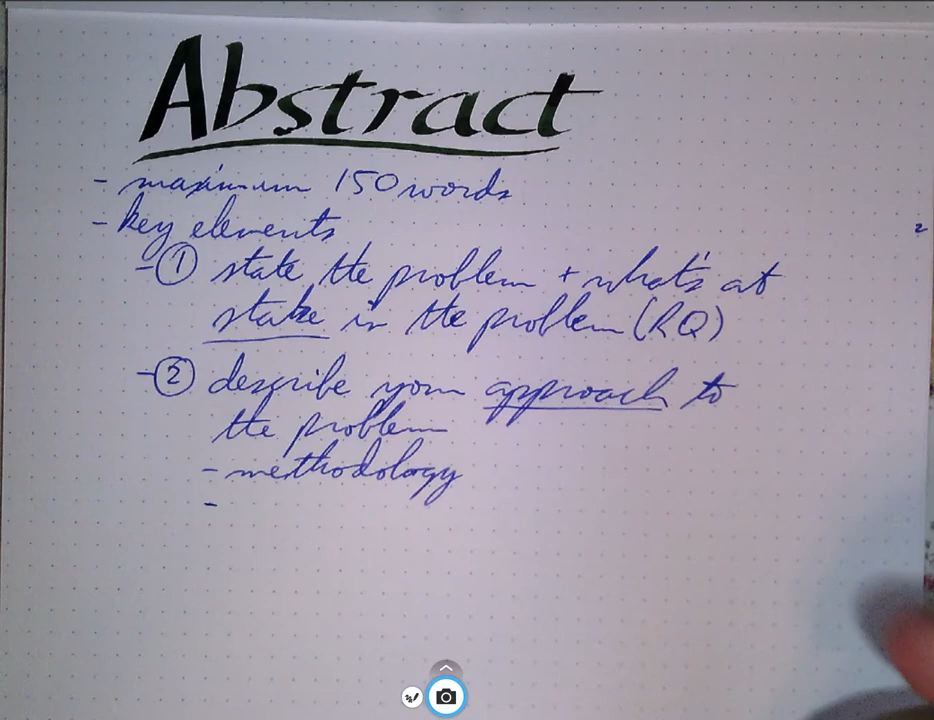 Abstract
- maximum 150 words
- key elements
- ① state the problem + what's at
stake in the problem (RQ)
- ② describe your approach to
the problem
- methodology
-
2